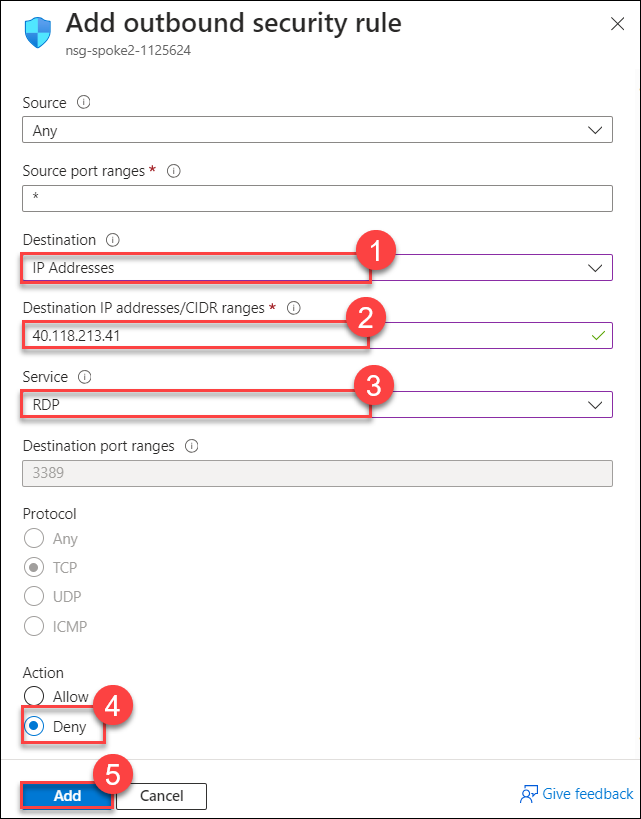 Add outbound security rule
nsg-spoke2-1125624
Source
Any
Source port ranges *
*
Destination
1
IP Addresses
Destination IP addresses/CIDR ranges *
2
40.118.213.41
Service
3
RDP
Destination port ranges
3389
Protocol
Any
TCP
UDP
ICMP
Action
Allow
4
Deny
5
Add Cancel
Give feedback